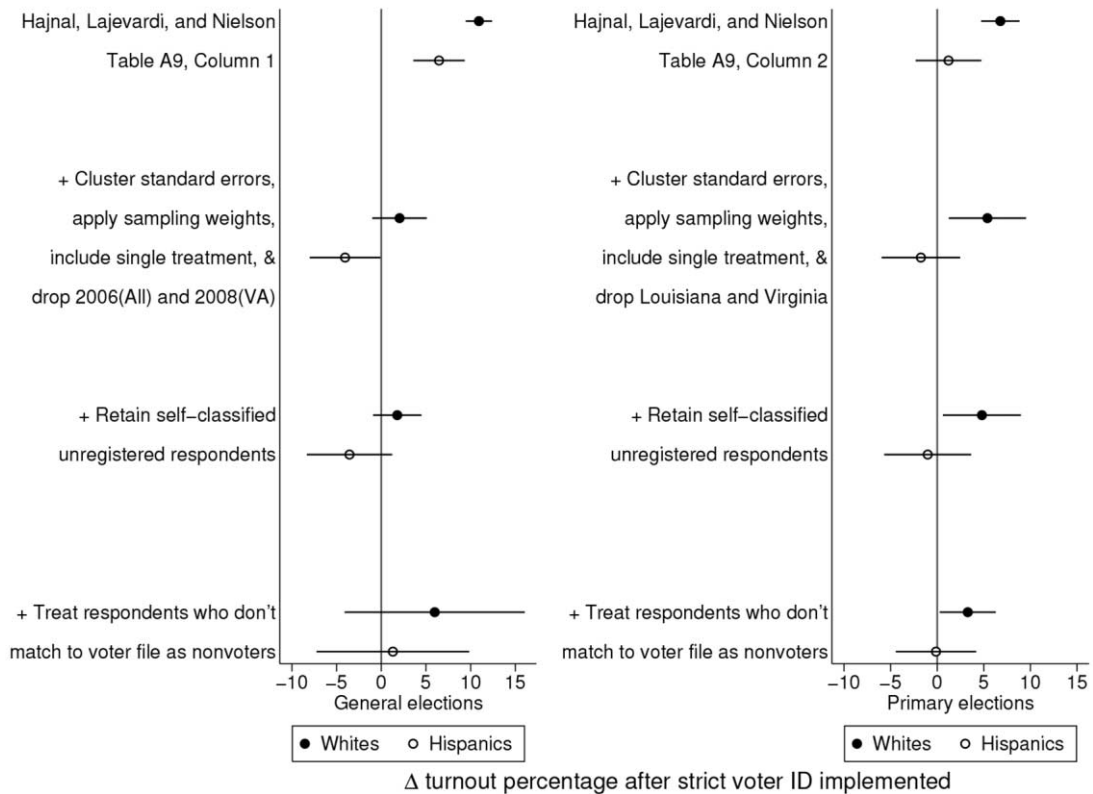 Hajnal, Lajevardi, and Nielson
Table A9, Column 1
+ Cluster standard errors,
apply sampling weights,
include single treatment, &
drop 2006(All) and 2008(VA)
+ Retain self−classified
unregistered respondents
+ Treat respondents who don't
match to voter file as nonvoters
−10 −5 0 5 10 15
General elections
Whites Hispanics
Hajnal, Lajevardi, and Nielson
Table A9, Column 2
+ Cluster standard errors,
apply sampling weights,
include single treatment, &
drop Louisiana and Virginia
+ Retain self−classified
unregistered respondents
+ Treat respondents who don't
match to voter file as nonvoters
−10 −5 0 5 10 15
Primary elections
Whites Hispanics
Δ turnout percentage after strict voter ID implemented